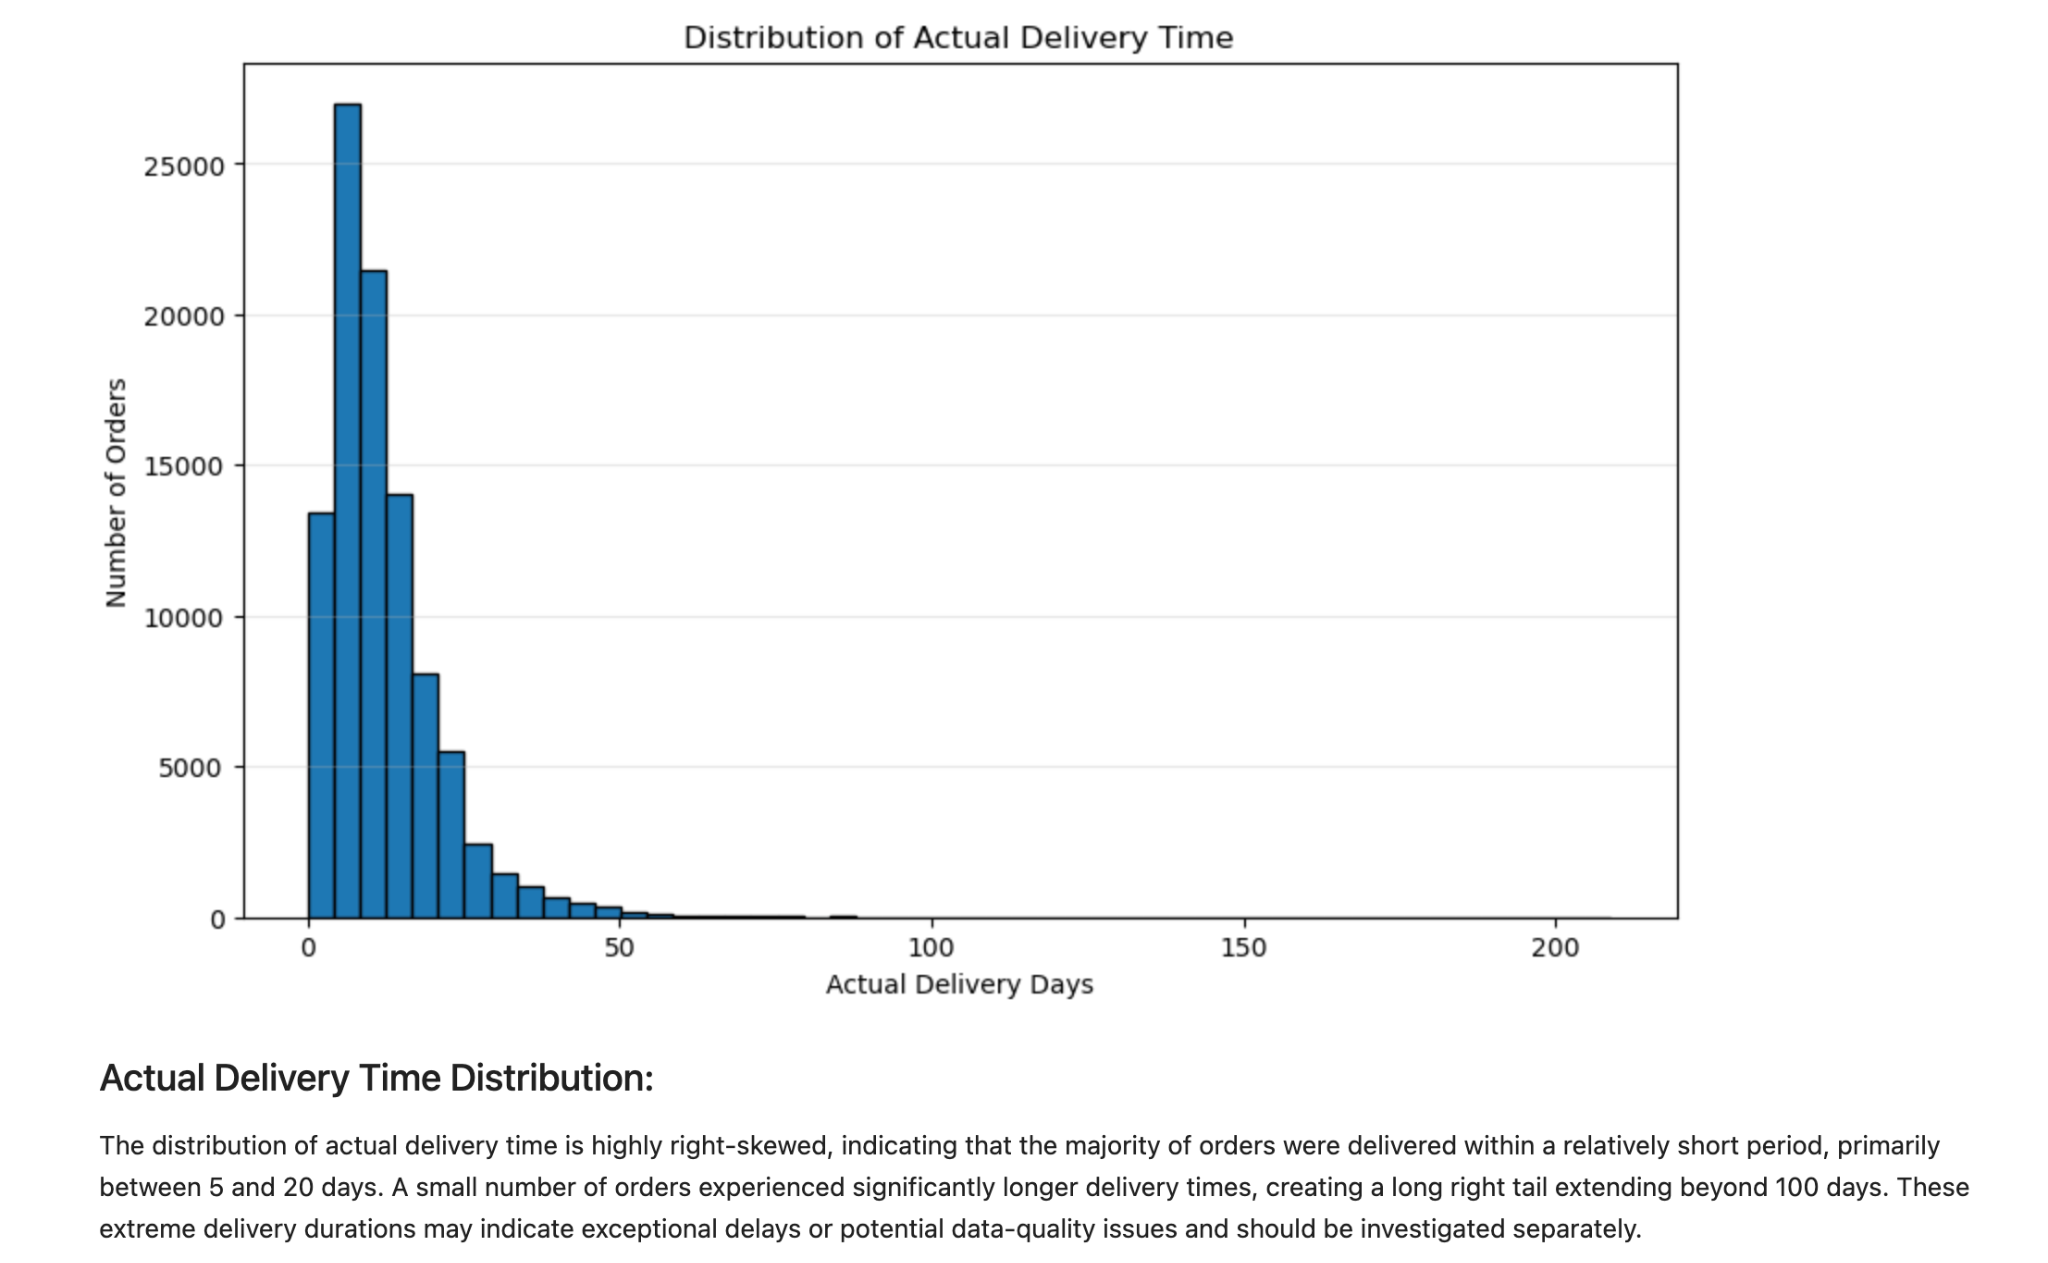 Distribution of Actual Delivery Time
25000
20000
15000
10000
5000
0
Number of Orders
0 50 100 150 200
Actual Delivery Days
Actual Delivery Time Distribution:
The distribution of actual delivery time is highly right-skewed, indicating that the majority of orders were delivered within a relatively short period, primarily
between 5 and 20 days. A small number of orders experienced significantly longer delivery times, creating a long right tail extending beyond 100 days. These
extreme delivery durations may indicate exceptional delays or potential data-quality issues and should be investigated separately.